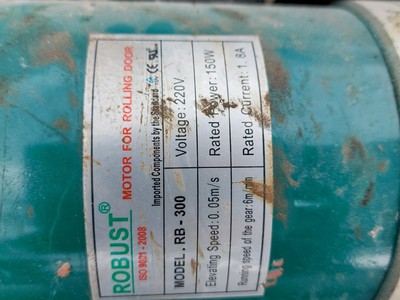 ROBUST®
MOTOR FOR ROLLING DOOR
ISO 9001-2008
Imported Components by the
MODEL. RB - 300
Voltage: 220V
Elevating Speed: 0.05m/s
Rated Power: 150W
Running speed of the gear: 6m/min
Rated Current: 1.8A